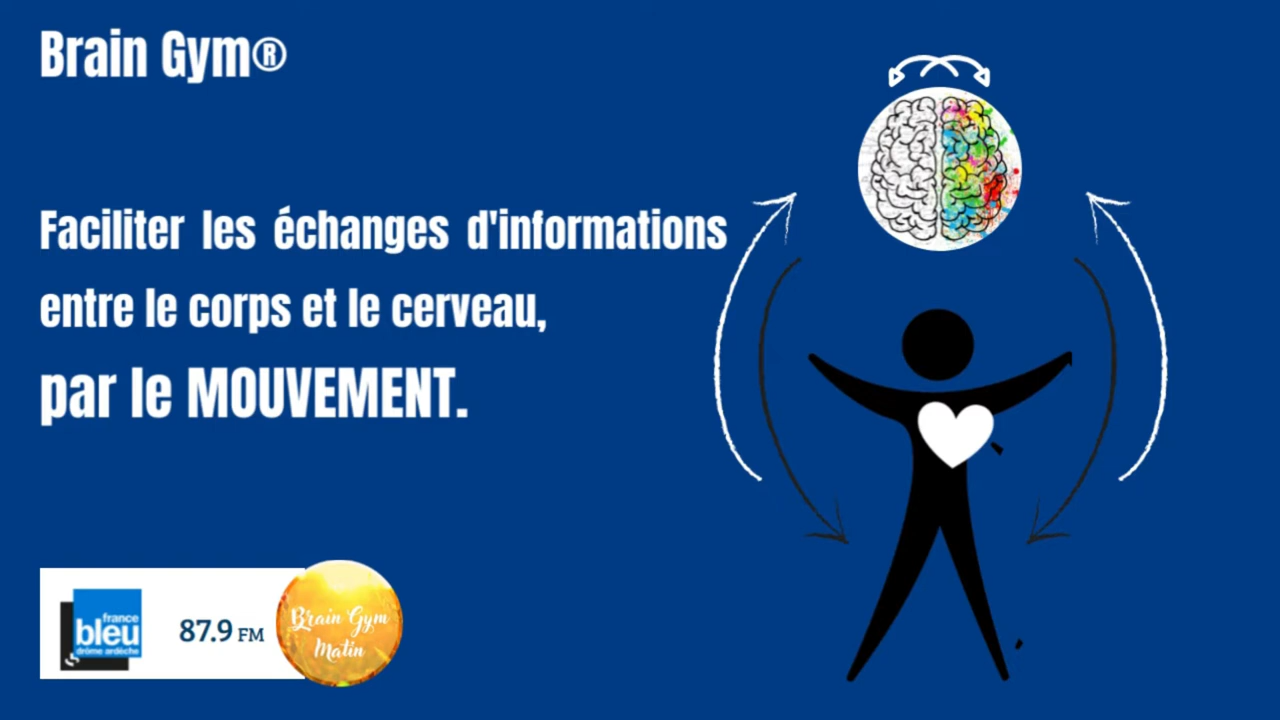 Brain Gym®
Faciliter les échanges d'informations
entre le corps et le cerveau,
par le MOUVEMENT.
france
bleu
drôme ardèche
87.9 FM
Brain Gym
Matin